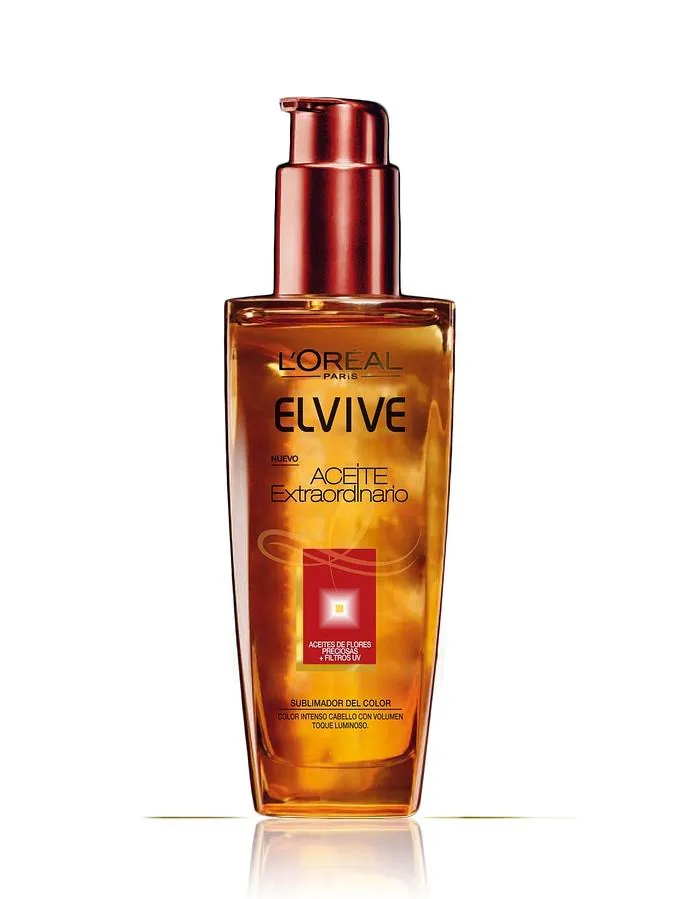 L'ORÉAL
PARIS
ELVIVE
NUEVO
ACEITE
Extraordinario
ACEITES DE FLORES
PRECIOSAS
+ FILTROS UV
SUBLIMADOR DEL COLOR
COLOR INTENSO CABELLO CON VOLUMEN
TOQUE LUMINOSO.